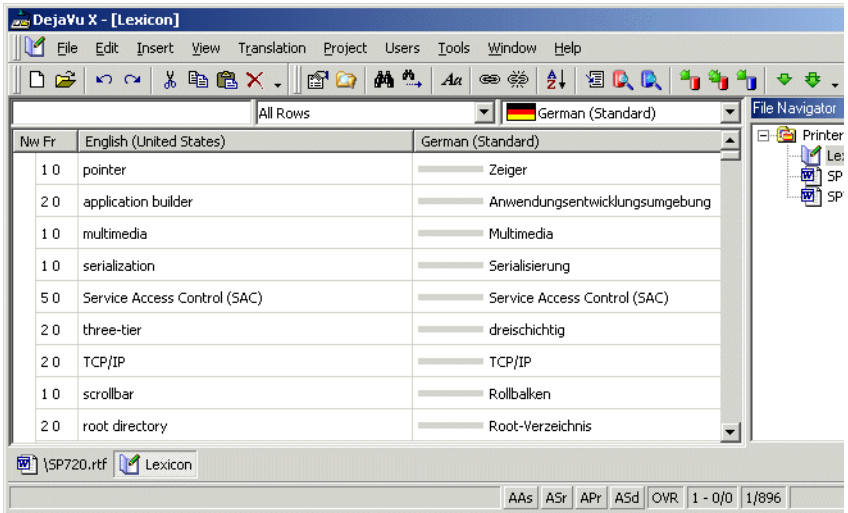 DejaVu X - [Lexicon]
File Edit Insert View Translation Project Users Tools Window Help
All Rows German (Standard) File Navigator
Nw Fr English (United States) German (Standard) Printer
1 0 pointer Zeiger Lex
2 0 application builder Anwendungsentwicklungsumgebung SP
1 0 multimedia Multimedia SP
1 0 serialization Serialisierung
5 0 Service Access Control (SAC) Service Access Control (SAC)
2 0 three-tier dreischichtig
2 0 TCP/IP TCP/IP
1 0 scrollbar Rollbalken
2 0 root directory Root-Verzeichnis
\SP720.rtf Lexicon
AAs ASr APr ASd OVR 1 - 0/0 1/896